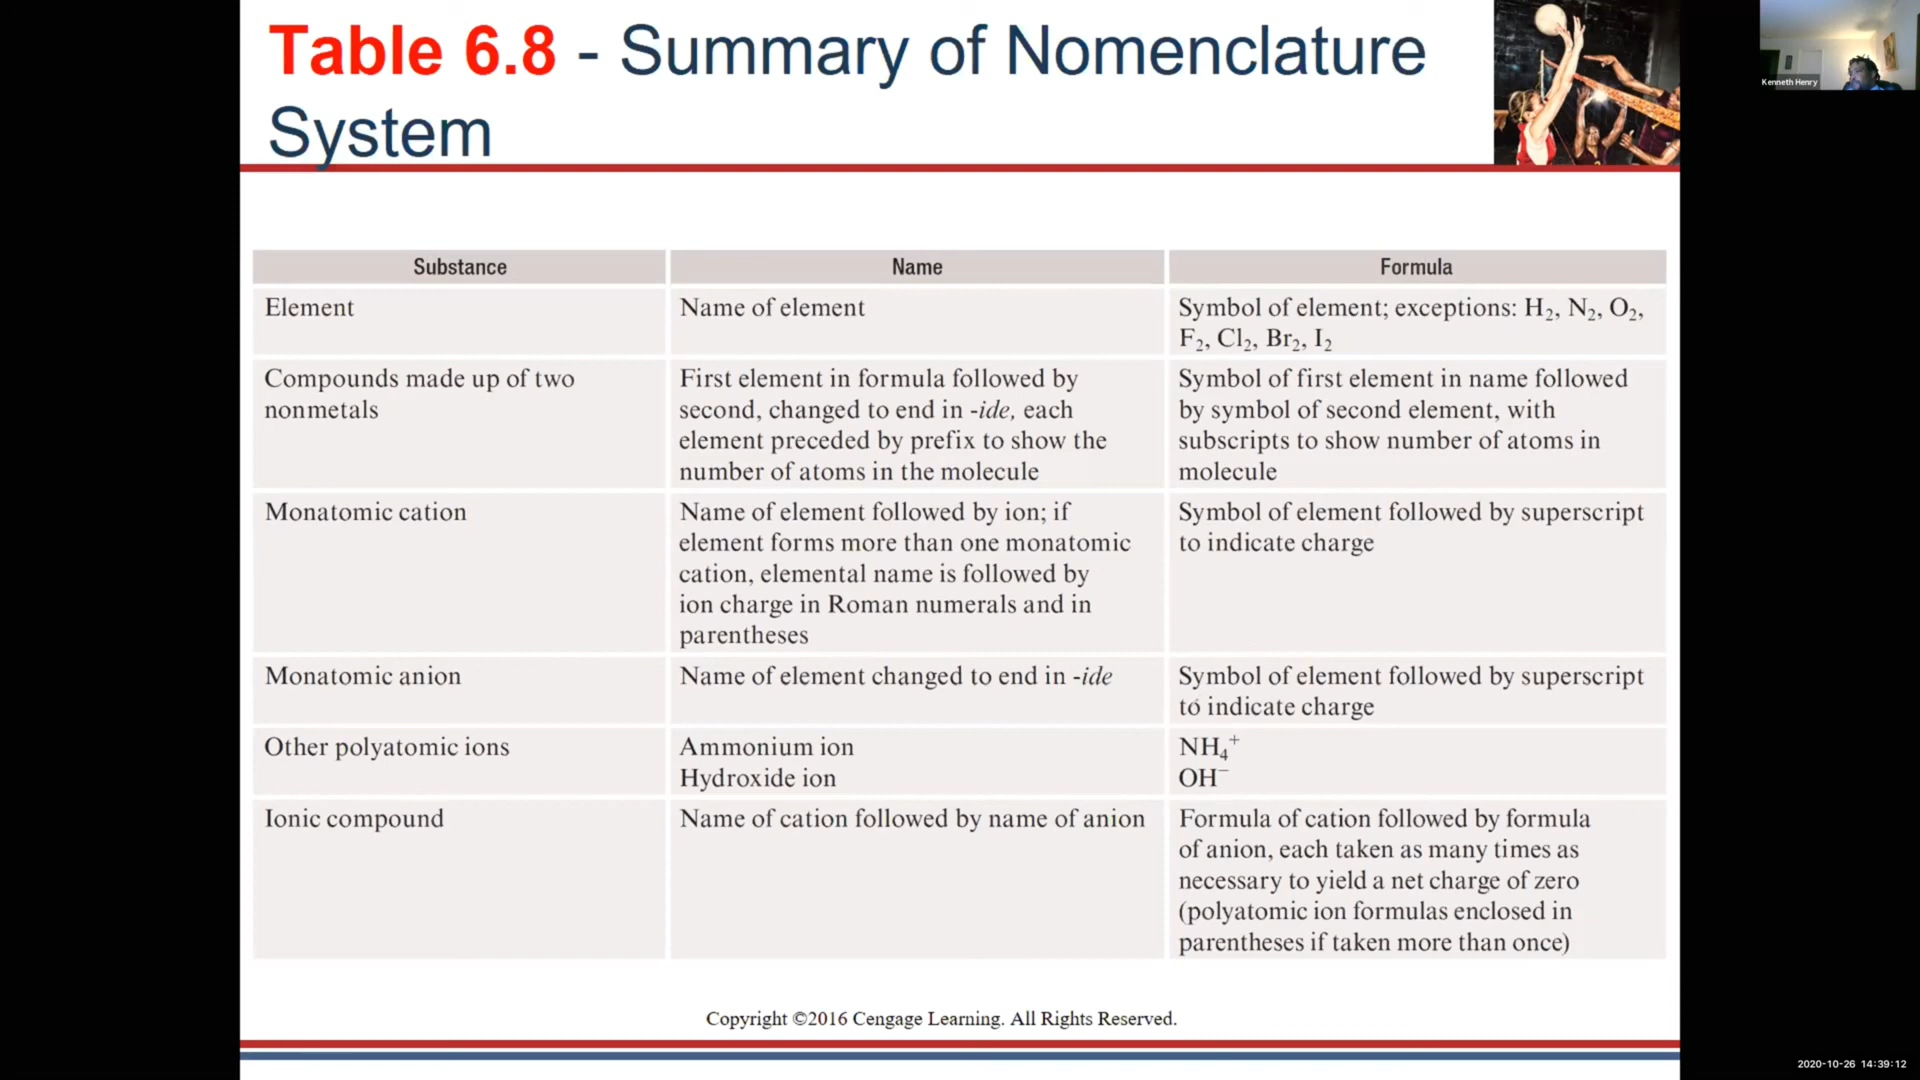 Table 6.8 - Summary of Nomenclature
System
Kenneth Henry
Substance
Name
Formula
Element
Name of element
Symbol of element; exceptions: H₂, N₂, O₂,
F₂, Cl₂, Br₂, I₂
Compounds made up of two
nonmetals
First element in formula followed by
second, changed to end in -ide, each
element preceded by prefix to show the
number of atoms in the molecule
Symbol of first element in name followed
by symbol of second element, with
subscripts to show number of atoms in
molecule
Monatomic cation
Name of element followed by ion; if
element forms more than one monatomic
cation, elemental name is followed by
ion charge in Roman numerals and in
parentheses
Symbol of element followed by superscript
to indicate charge
Monatomic anion
Name of element changed to end in -ide
Symbol of element followed by superscript
to indicate charge
Other polyatomic ions
Ammonium ion
Hydroxide ion
NH₄⁺
OH⁻
Ionic compound
Name of cation followed by name of anion
Formula of cation followed by formula
of anion, each taken as many times as
necessary to yield a net charge of zero
(polyatomic ion formulas enclosed in
parentheses if taken more than once)
Copyright ©2016 Cengage Learning. All Rights Reserved.
2020-10-26 14:39:12